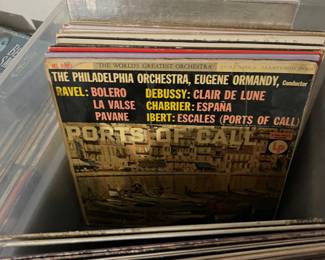 "THE WORLD'S GREATEST ORCHESTRA"
THE PHILADELPHIA ORCHESTRA, EUGENE ORMANDY, Conductor
RAVEL: BOLERO DEBUSSY: CLAIR DE LUNE
LA VALSE CHABRIER: ESPAÑA
PAVANE IBERT: ESCALES (PORTS OF CALL)
PORTS OF CALL